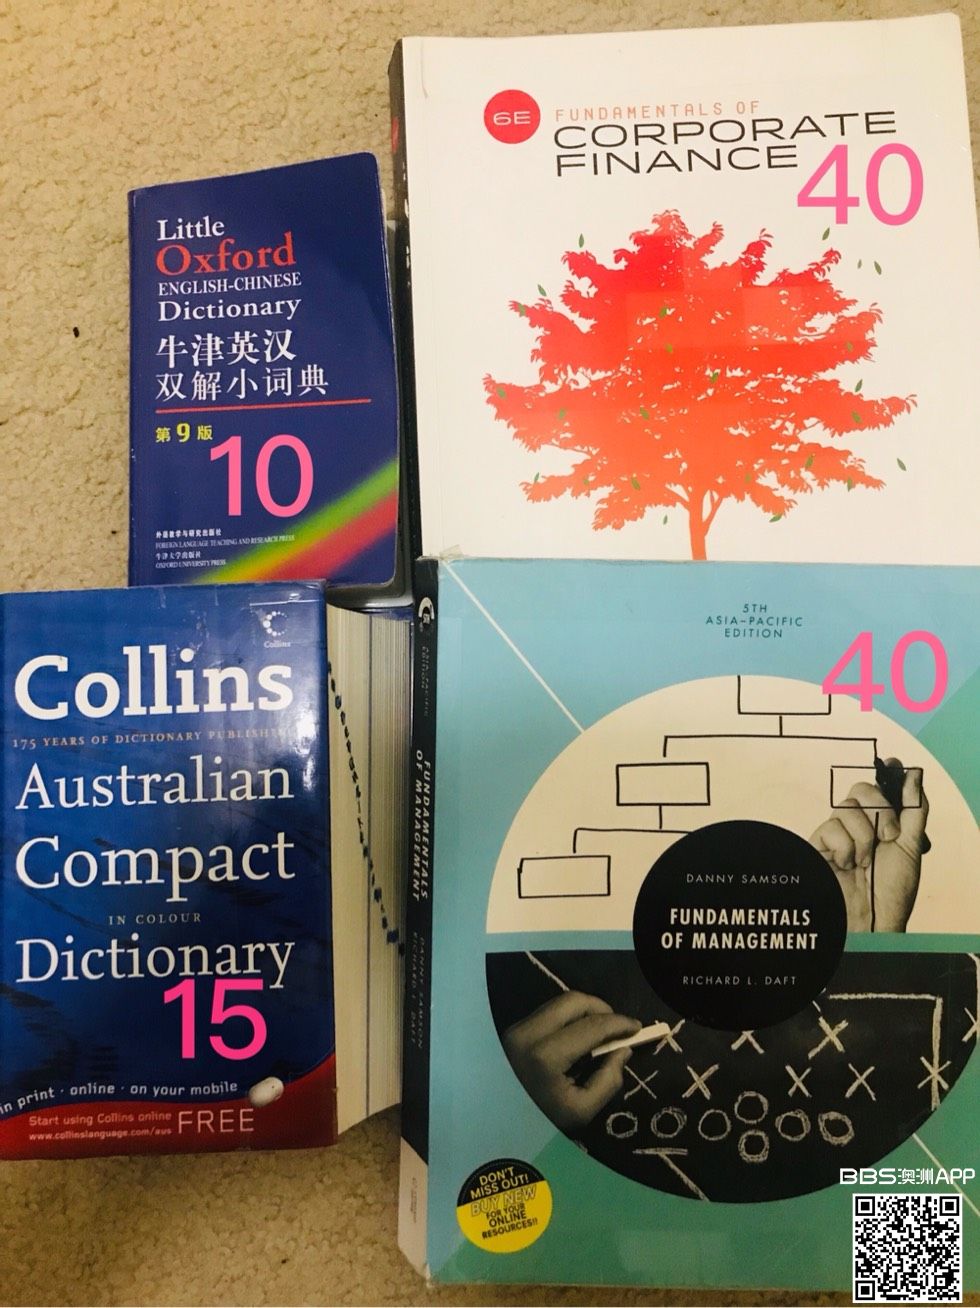 6E
FUNDAMENTALS OF
CORPORATE
FINANCE
40
Little
Oxford
ENGLISH-CHINESE
Dictionary
牛津英汉
双解小词典
第9版
10
外语教学与研究出版社
FOREIGN LANGUAGE TEACHING AND RESEARCH PRESS
牛津大学出版社
OXFORD UNIVERSITY PRESS
Collins
Collins
175 YEARS OF DICTIONARY PUBLISHING
Australian
Compact
IN COLOUR
Dictionary
15
in print · online · on your mobile
Start using Collins online
www.collinslanguage.com/aus
FREE
ASIA-PACIFIC
EDITION
FUNDAMENTALS
OF MANAGEMENT
DANNY SAMSON
RICHARD L. DAFT
5TH
ASIA-PACIFIC
EDITION
40
DANNY SAMSON
FUNDAMENTALS
OF MANAGEMENT
RICHARD L. DAFT
DON'T
MISS OUT!
BUY NEW
FOR YOUR
ONLINE
RESOURCES!!
BBS澳洲APP